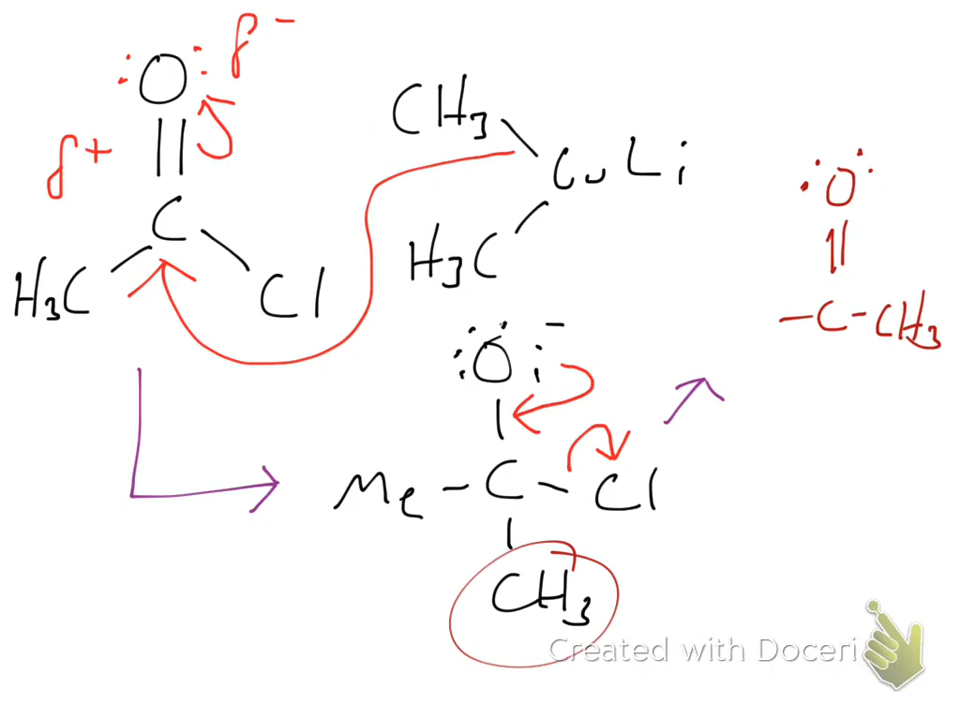 :O: δ-
δ+
C
H3C Cl
CH3
CuLi
H3C
:O:
C-CH3
:O: -
Me-C-Cl
CH3
Created with Doceri